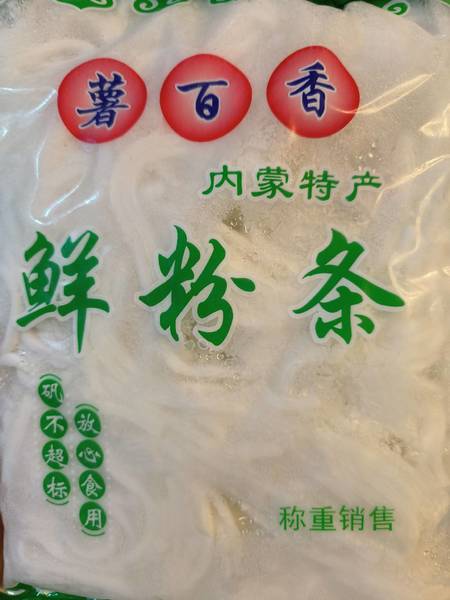 薯百香
内蒙特产
鲜粉条
矾不超标
放心食用
称重销售